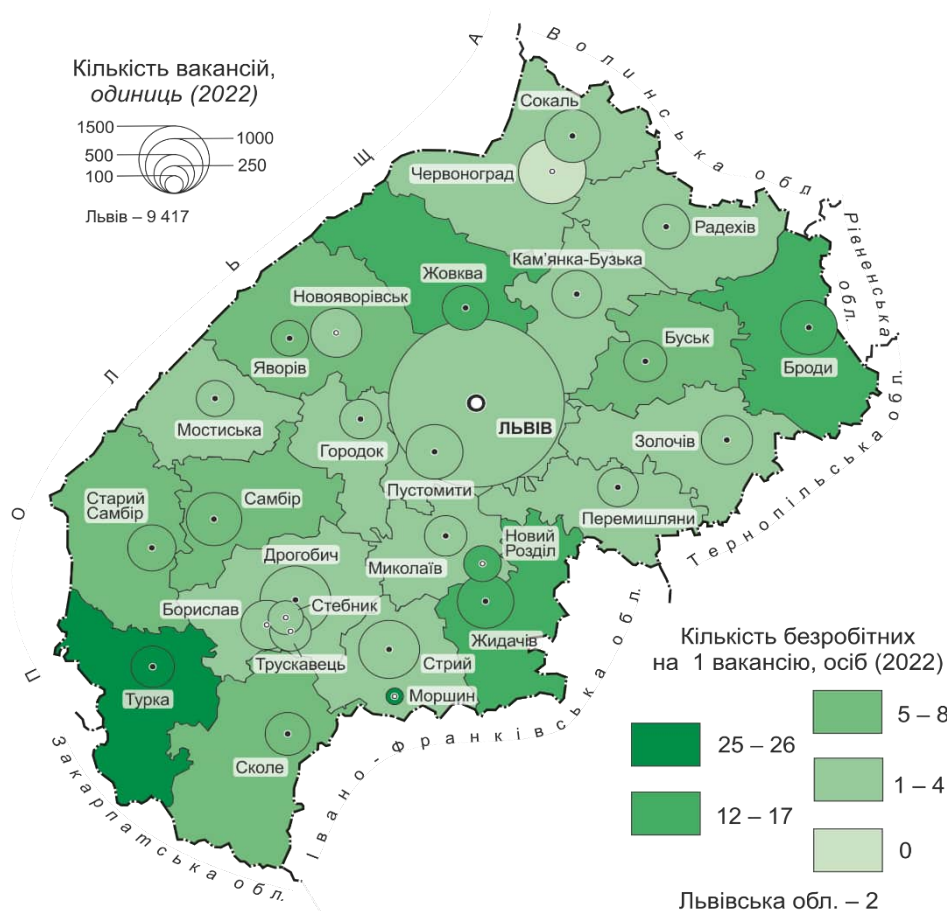 Кількість вакансій,
одиниць (2022)
1500
1000
500
250
100
Львів – 9 417
ПОЛЬЩА
Волинська обл.
Рівненська
обл.
Тернопільська обл.
Івано-Франківська обл.
Закарпатська обл.
Сокаль
Червоноград
Радехів
Кам’янка-Бузька
Жовква
Новояворівськ
Яворів
Буськ
Броди
Мостиська
Городок
ЛЬВІВ
Золочів
Пустомити
Перемишляни
Старий
Самбір
Самбір
Дрогобич
Миколаїв
Новий
Розділ
Борислав
Стебник
Трускавець
Жидачів
Стрий
Моршин
Турка
Сколе
Кількість безробітних
на 1 вакансію, осіб (2022)
25 – 26
12 – 17
5 – 8
1 – 4
0
Львівська обл. – 2